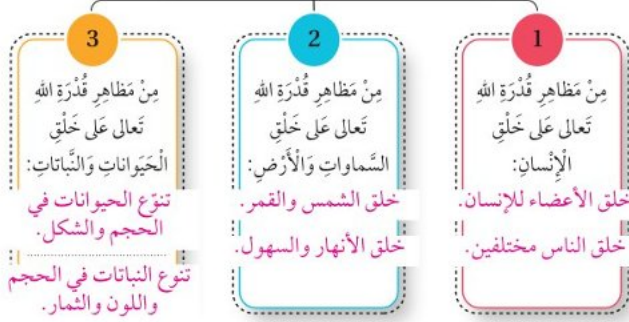 1
مِنْ مَظاهِرِ قُدْرَةِ اللهِ
تَعالى عَلى خَلْقِ
الْإِنْسانِ:
خلق الأعضاء للإنسان.
خلق الناس مختلفين.
2
مِنْ مَظاهِرِ قُدْرَةِ اللهِ
تَعالى عَلى خَلْقِ
السَّماواتِ وَالْأَرْضِ:
خلق الشمس والقمر.
خلق الأنهار والسهول.
3
مِنْ مَظاهِرِ قُدْرَةِ اللهِ
تَعالى عَلى خَلْقِ
الْحَيَواناتِ وَالنَّباتاتِ:
تنوّع الحيوانات في
الحجم والشكل.
تنوع النباتات في الحجم
واللون والثمار.